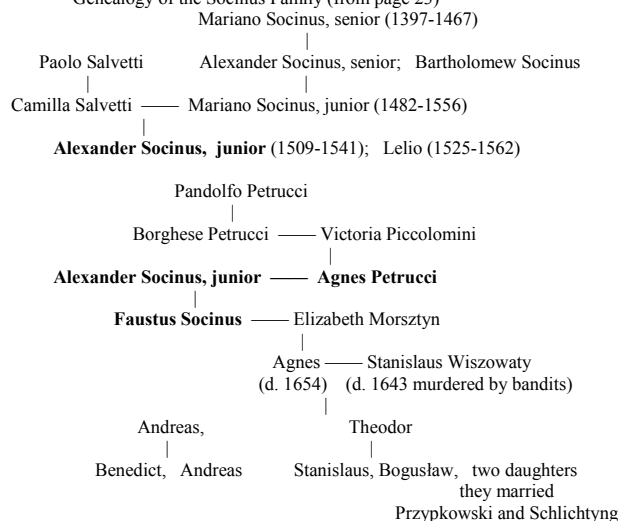 Genealogy of the Socinus Family (from page 25)
Mariano Socinus, senior (1397-1467)
Paolo Salvetti Alexander Socinus, senior; Bartholomew Socinus
Camilla Salvetti —— Mariano Socinus, junior (1482-1556)
Alexander Socinus, junior (1509-1541); Lelio (1525-1562)
Pandolfo Petrucci
Borghese Petrucci —— Victoria Piccolomini
Alexander Socinus, junior —— Agnes Petrucci
Faustus Socinus —— Elizabeth Morsztyn
Agnes —— Stanislaus Wiszowaty
(d. 1654) (d. 1643 murdered by bandits)
Andreas, Theodor
Benedict, Andreas Stanislaus, Bogusław, two daughters
they married
Przypkowski and Schlichtyng